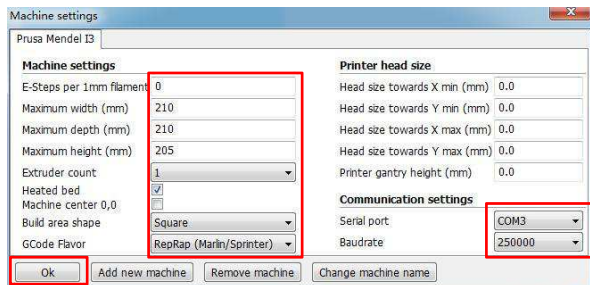 Machine settings
Prusa Mendel I3
Machine settings
E-Steps per 1mm filament 0
Maximum width (mm) 210
Maximum depth (mm) 210
Maximum height (mm) 205
Extruder count 1
Heated bed
Machine center 0,0
Build area shape Square
GCode Flavor RepRap (Marlin/Sprinter)
Printer head size
Head size towards X min (mm) 0.0
Head size towards Y min (mm) 0.0
Head size towards X max (mm) 0.0
Head size towards Y max (mm) 0.0
Printer gantry height (mm) 0.0
Communication settings
Serial port COM3
Baudrate 250000
Ok Add new machine Remove machine Change machine name